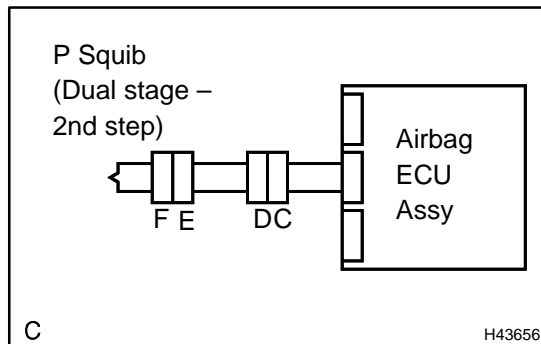 P Squib
(Dual stage –
2nd step)
Airbag
ECU
Assy
F E
DC
C
H43656